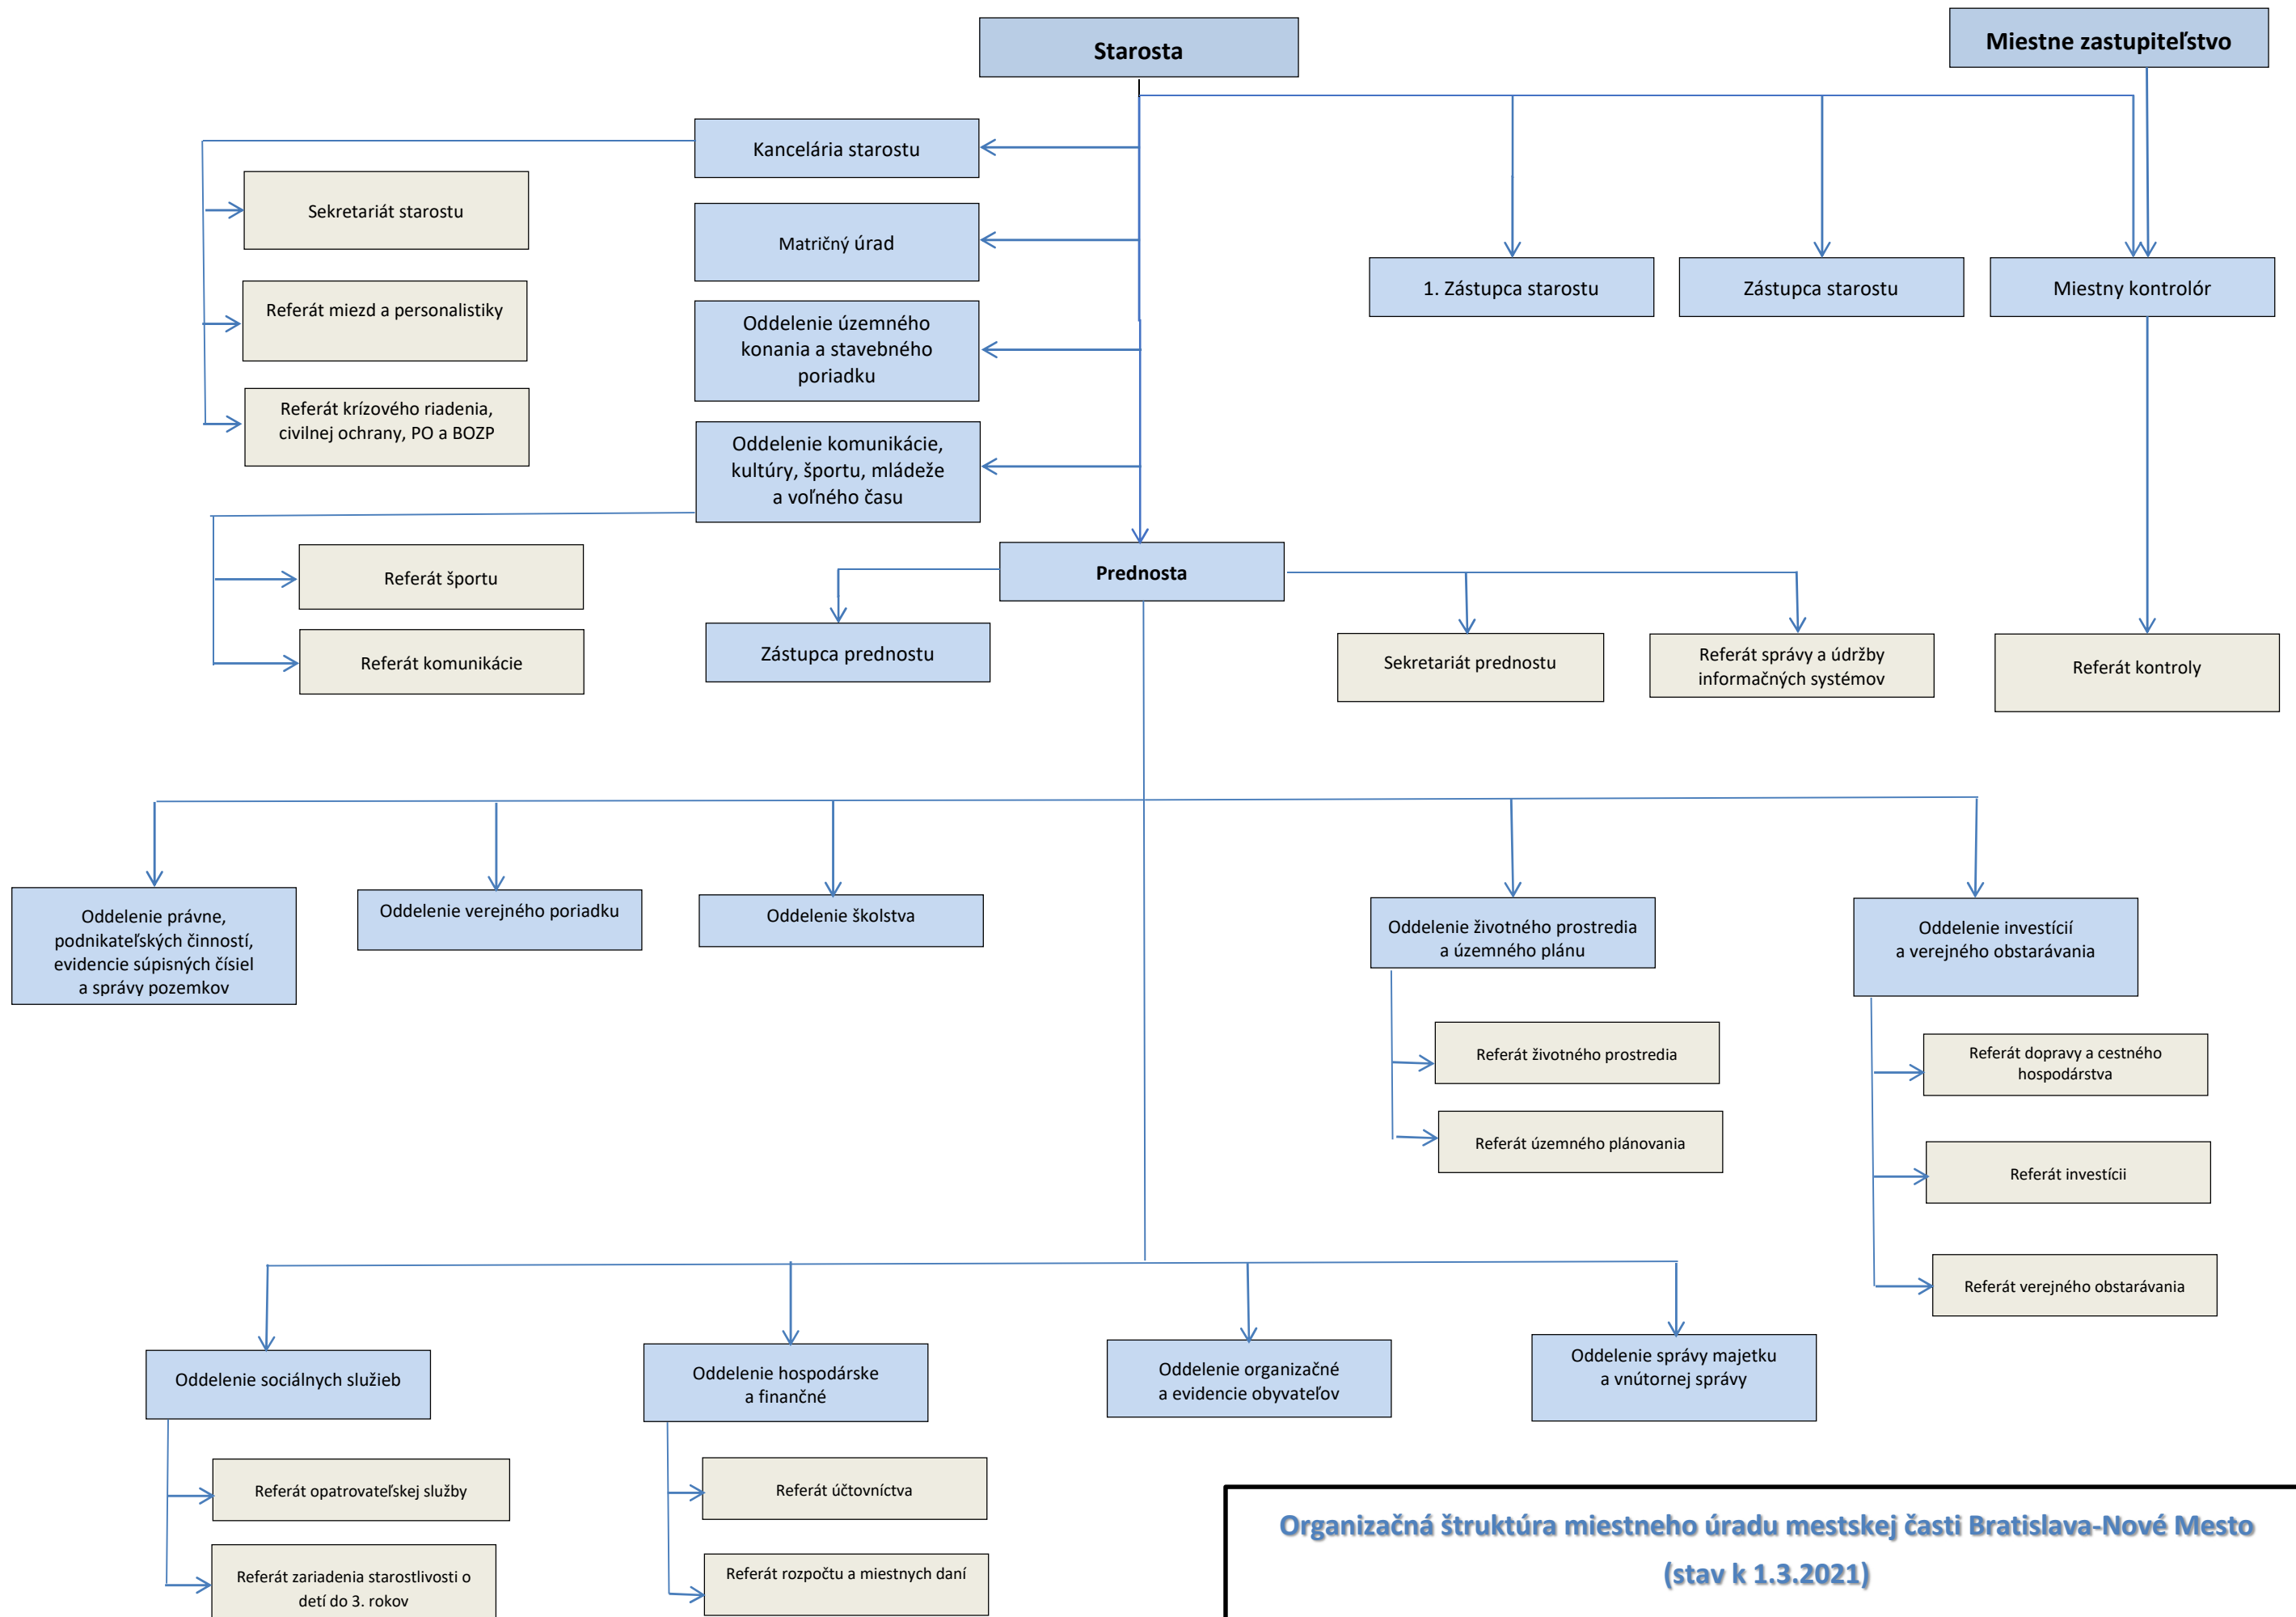 Starosta
Miestne zastupiteľstvo
Kancelária starostu
Sekretariát starostu
Matričný úrad
Referát miezd a personalistiky
1. Zástupca starostu
Zástupca starostu
Miestny kontrolór
Oddelenie územného
konania a stavebného
poriadku
Referát krízového riadenia,
civilnej ochrany, PO a BOZP
Oddelenie komunikácie,
kultúry, športu, mládeže
a voľného času
Referát športu
Prednosta
Referát komunikácie
Zástupca prednostu
Sekretariát prednostu
Referát správy a údržby
informačných systémov
Referát kontroly
Oddelenie právne,
podnikateľských činností,
evidencie súpisných čísiel
a správy pozemkov
Oddelenie verejného poriadku
Oddelenie školstva
Oddelenie životného prostredia
a územného plánu
Oddelenie investícií
a verejného obstarávania
Referát životného prostredia
Referát dopravy a cestného
hospodárstva
Referát územného plánovania
Referát investícii
Referát verejného obstarávania
Oddelenie sociálnych služieb
Oddelenie hospodárske
a finančné
Oddelenie organizačné
a evidencie obyvateľov
Oddelenie správy majetku
a vnútornej správy
Referát opatrovateľskej služby
Referát účtovníctva
Referát zariadenia starostlivosti o
detí do 3. rokov
Referát rozpočtu a miestnych daní
Organizačná štruktúra miestneho úradu mestskej časti Bratislava-Nové Mesto
(stav k 1.3.2021)